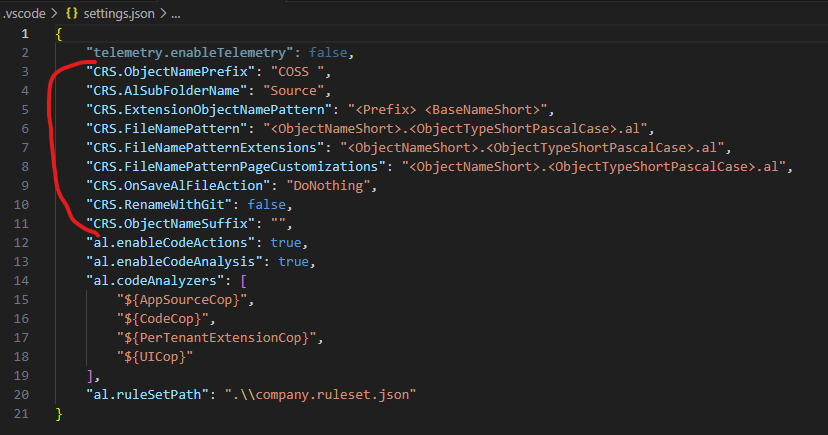 .vscode > {} settings.json > ...
1 {
2 "telemetry.enableTelemetry": false,
3 "CRS.ObjectNamePrefix": "COSS ",
4 "CRS.AlSubFolderName": "Source",
5 "CRS.ExtensionObjectNamePattern": "<Prefix> <BaseNameShort>",
6 "CRS.FileNamePattern": "<ObjectNameShort>.<ObjectTypeShortPascalCase>.al",
7 "CRS.FileNamePatternExtensions": "<ObjectNameShort>.<ObjectTypeShortPascalCase>.al",
8 "CRS.FileNamePatternPageCustomizations": "<ObjectNameShort>.<ObjectTypeShortPascalCase>.al",
9 "CRS.OnSaveAlFileAction": "DoNothing",
10 "CRS.RenameWithGit": false,
11 "CRS.ObjectNameSuffix": "",
12 "al.enableCodeActions": true,
13 "al.enableCodeAnalysis": true,
14 "al.codeAnalyzers": [
15 "${AppSourceCop}",
16 "${CodeCop}",
17 "${PerTenantExtensionCop}",
18 "${UICop}"
19 ],
20 "al.ruleSetPath": ".\\company.ruleset.json"
21 }